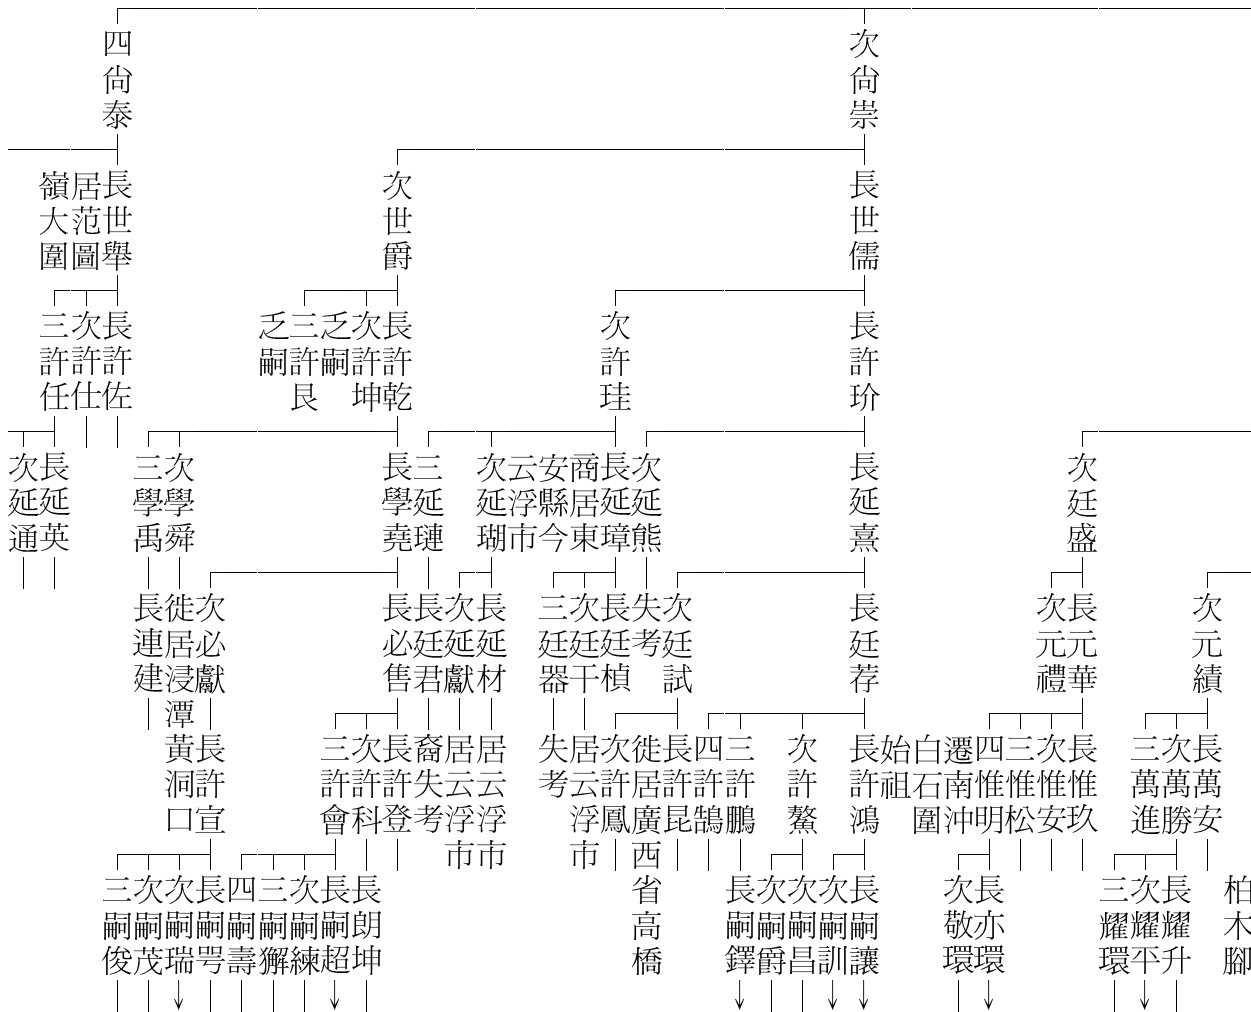 次尙崇
四尙泰
長世儒
次世爵
長世舉
居范圖
嶺大圍
長許玠
次許珪
長許乾
次許坤
乏嗣
三許艮
乏嗣
長許佐
次許仕
三許任
次廷盛
長延熹
次延熊
長延璋
商居東
安縣今
云浮市
次延瑚
三延璉
長學堯
次學舜
三學禹
長延英
次延通
次元績
長元華
次元禮
長廷荐
次廷試
失考
長廷楨
次廷干
三廷器
長延材
次延獻
長廷君
長必售
次必獻
徙居浸潭黃洞口
長連建
長萬安
次萬勝
三萬進
長惟玖
次惟安
三惟松
四惟明
遷南沖
白石圍
始祖
長許鴻
次許鰲
三許鵬
四許鵠
長許昆
徙居廣西省高橋
次許鳳
居云浮市
失考
居云浮市
居云浮市
裔失考
長許登
次許科
三許會
長許宣
柏木腳
長耀升
次耀平
三耀環
長亦環
次敬環
長嗣讓
次嗣訓
次嗣昌
次嗣爵
長嗣鐸
長朗坤
長嗣超
次嗣練
三嗣獬
四嗣壽
長嗣咢
次嗣瑞
次嗣茂
三嗣俊